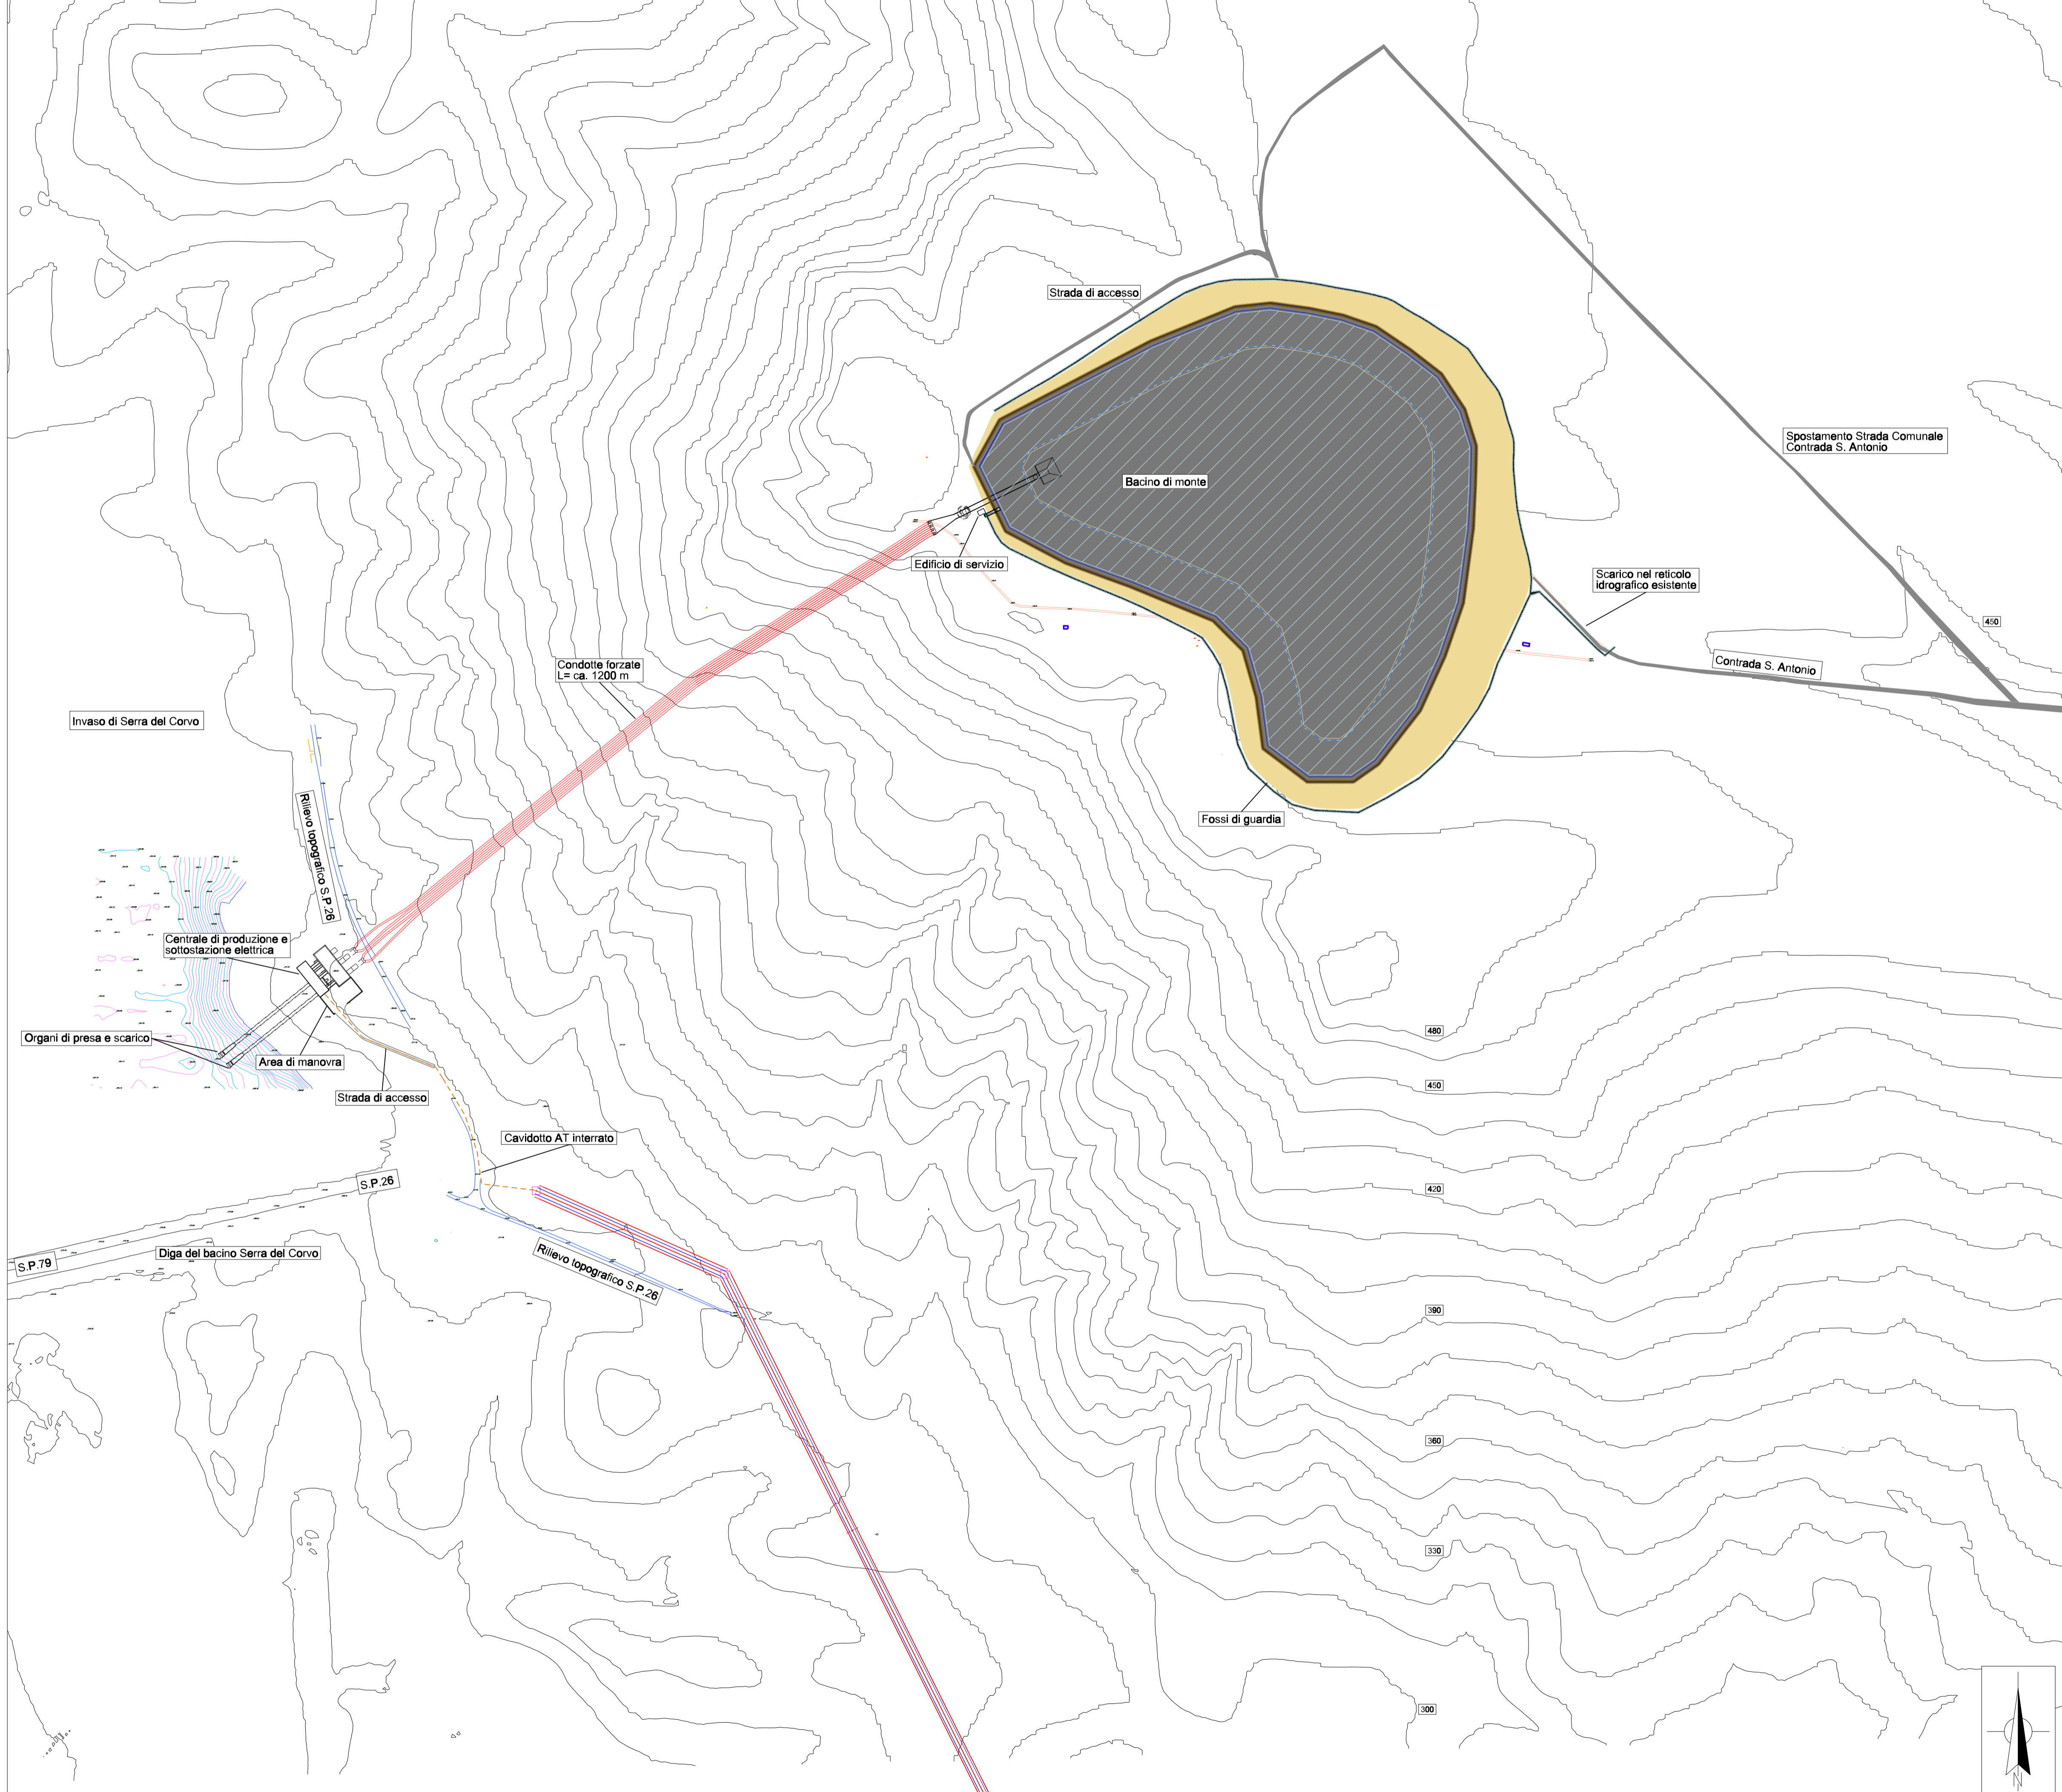 Strada di accesso
Spostamento Strada Comunale
Contrada S. Antonio
Bacino di monte
Edificio di servizio
Scarico nel reticolo
idrografico esistente
450
Contrada S. Antonio
Condotte forzate
L= ca. 1200 m
Invaso di Serra del Corvo
Fossi di guardia
Rilievo topografico S.P.26
Centrale di produzione e
sottostazione elettrica
Organi di presa e scarico
Area di manovra
Strada di accesso
480
450
Cavidotto AT interrato
S.P.26
420
Diga del bacino Serra del Corvo
S.P.79
Rilievo topografico S.P.26
390
360
330
300
N